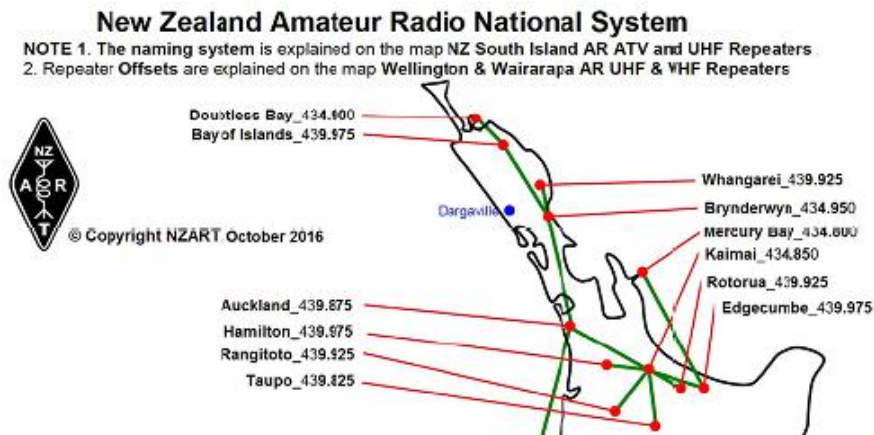 New Zealand Amateur Radio National System
NOTE 1. The naming system is explained on the map NZ South Island AR ATV and UHF Repeaters
2. Repeater Offsets are explained on the map Wellington & Wairarapa AR UHF & VHF Repeaters
Doubtless Bay_434.900
Bay of Islands_439.975
NZ
A R
T
© Copyright NZART October 2016
Dargaville
Whangarei_439.925
Brynderwyn_434.950
Mercury Bay_434.800
Kaimai_434.850
Rotorua_439.925
Edgecumbe_439.975
Auckland_439.875
Hamilton_439.975
Rangitoto_439.925
Taupo_439.825